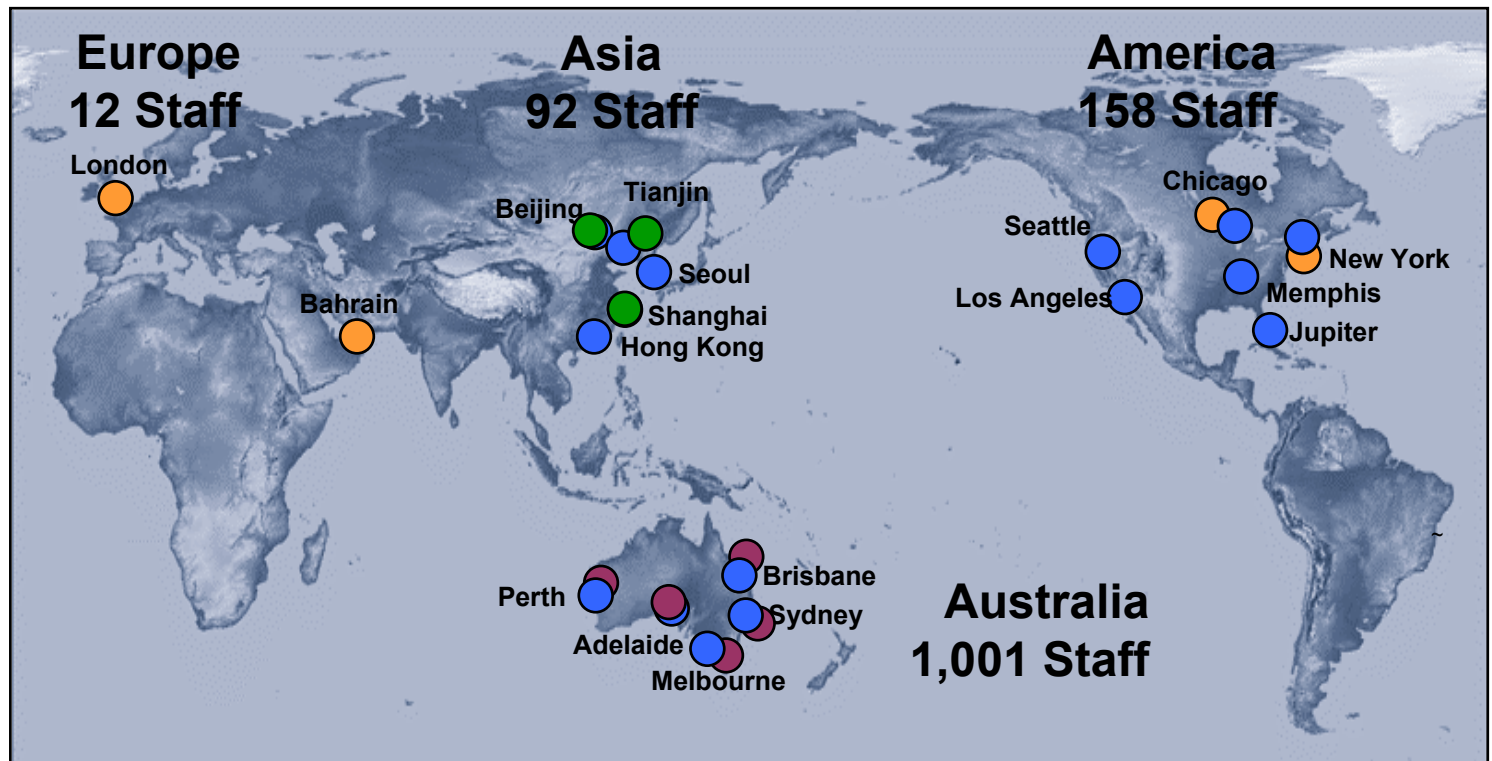 Europe
12 Staff
Asia
92 Staff
America
158 Staff
London
Bahrain
Beijing
Tianjin
Seoul
Shanghai
Hong Kong
Chicago
Seattle
New York
Los Angeles
Memphis
Jupiter
~
Perth
Brisbane
Sydney
Adelaide
Melbourne
Australia
1,001 Staff